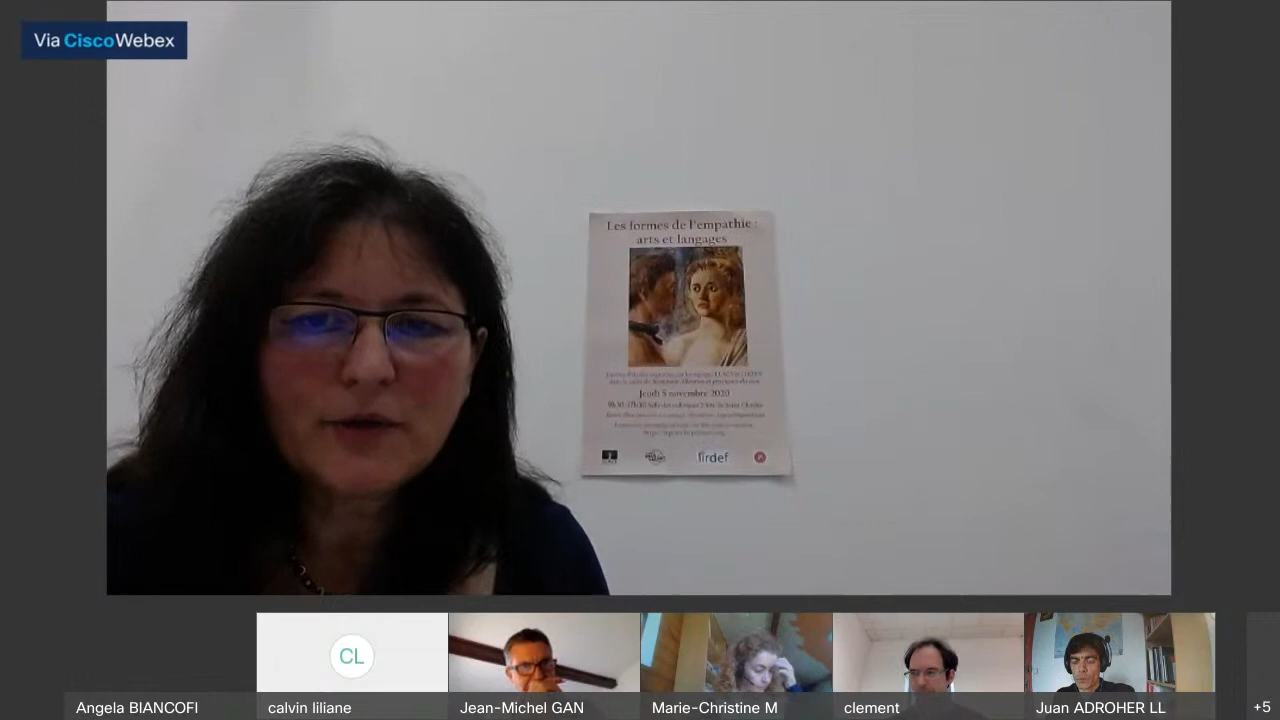 Via CiscoWebex
Les formes de l'empathie :
arts et langages
Jeudi 5 novembre 2020
lirdef
CL
Angela BIANCOFI
calvin liliane
Jean-Michel GAN
Marie-Christine M
clement
Juan ADROHER LL
+5